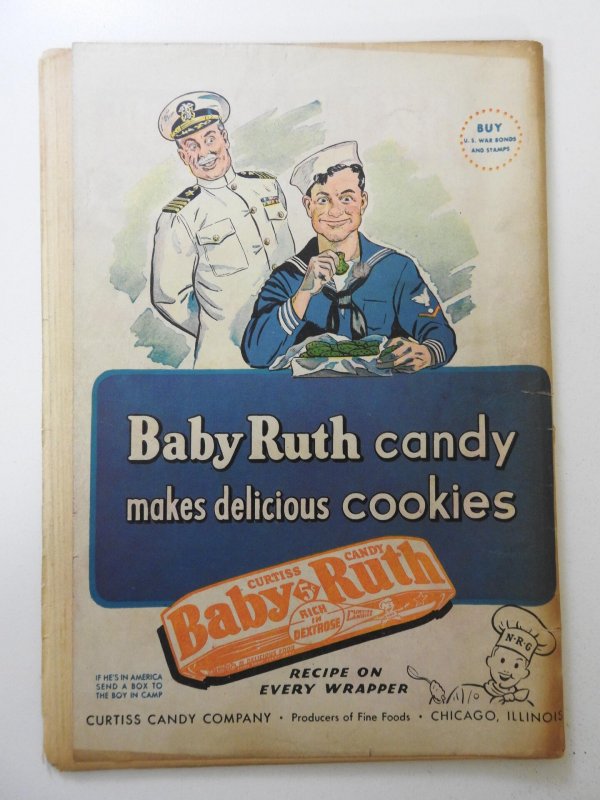 BUY
U. S. WAR BONDS
AND STAMPS
Baby Ruth candy
makes delicious cookies
CURTISS CANDY
Baby Ruth
5¢
RICH
IN
DEXTROSE
CURTISS
N-R-G
IF HE'S IN AMERICA
SEND A BOX TO
THE BOY IN CAMP
RECIPE ON
EVERY WRAPPER
CURTISS CANDY COMPANY • Producers of Fine Foods • CHICAGO, ILLINOIS